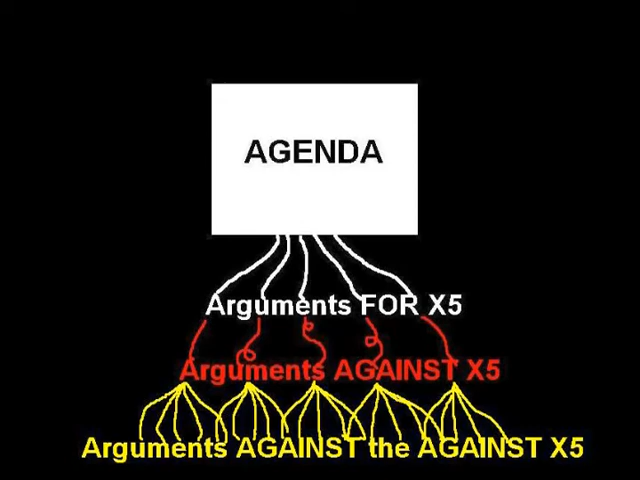 AGENDA
Arguments FOR X5
Arguments AGAINST X5
Arguments AGAINST the AGAINST X5